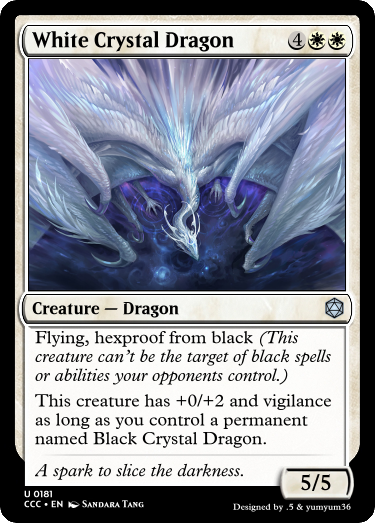 White Crystal Dragon 4
Creature — Dragon
Flying, hexproof from black (This
creature can't be the target of black spells
or abilities your opponents control.)
This creature has +0/+2 and vigilance
as long as you control a permanent
named Black Crystal Dragon.
A spark to slice the darkness.
5/5
U 0181
CCC • EN Sandara Tang
Designed by .5 & yumyum36